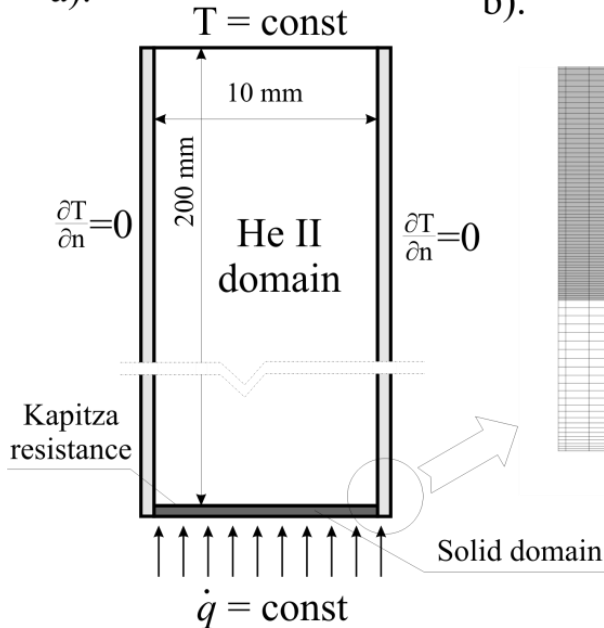 a).
b).
T = const
10 mm
200 mm
∂T/∂n=0
He II
domain
∂T/∂n=0
Kapitza
resistance
Solid domain
q̇ = const